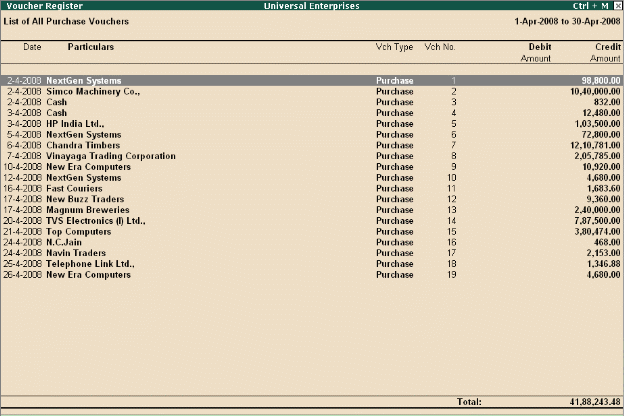 Voucher Register Universal Enterprises Ctrl + M
List of All Purchase Vouchers 1-Apr-2008 to 30-Apr-2008
Date Particulars Vch Type Vch No. Debit Credit
Amount Amount
2-4-2008 NextGen Systems Purchase 1 98,800.00
2-4-2008 Simco Machinery Co., Purchase 2 10,40,000.00
2-4-2008 Cash Purchase 3 832.00
3-4-2008 Cash Purchase 4 12,480.00
3-4-2008 HP India Ltd., Purchase 5 1,03,500.00
5-4-2008 NextGen Systems Purchase 6 72,800.00
6-4-2008 Chandra Timbers Purchase 7 12,10,781.00
7-4-2008 Vinayaga Trading Corporation Purchase 8 2,05,785.00
10-4-2008 New Era Computers Purchase 9 10,920.00
12-4-2008 NextGen Systems Purchase 10 4,680.00
16-4-2008 Fast Couriers Purchase 11 1,683.60
17-4-2008 New Buzz Traders Purchase 12 9,360.00
17-4-2008 Magnum Breweries Purchase 13 2,40,000.00
20-4-2008 TVS Electronics (I) Ltd., Purchase 14 7,87,500.00
21-4-2008 Top Computers Purchase 15 3,80,474.00
24-4-2008 N.C.Jain Purchase 16 468.00
24-4-2008 Navin Traders Purchase 17 2,153.00
25-4-2008 Telephone Link Ltd., Purchase 18 1,346.88
26-4-2008 New Era Computers Purchase 19 4,680.00
Total: 41,88,243.48